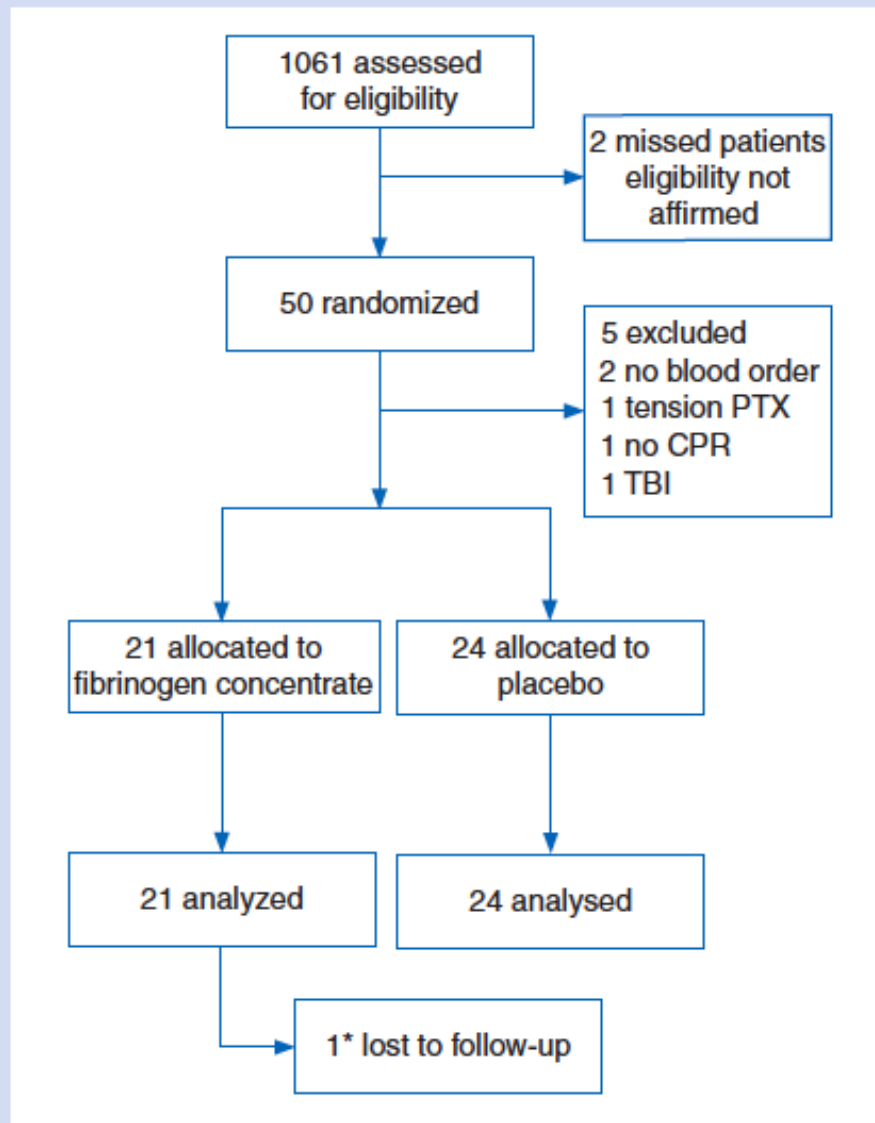 1061 assessed
for eligibility
2 missed patients
eligibility not
affirmed
50 randomized
5 excluded
2 no blood order
1 tension PTX
1 no CPR
1 TBI
21 allocated to
fibrinogen concentrate
24 allocated to
placebo
21 analyzed
24 analysed
1* lost to follow-up